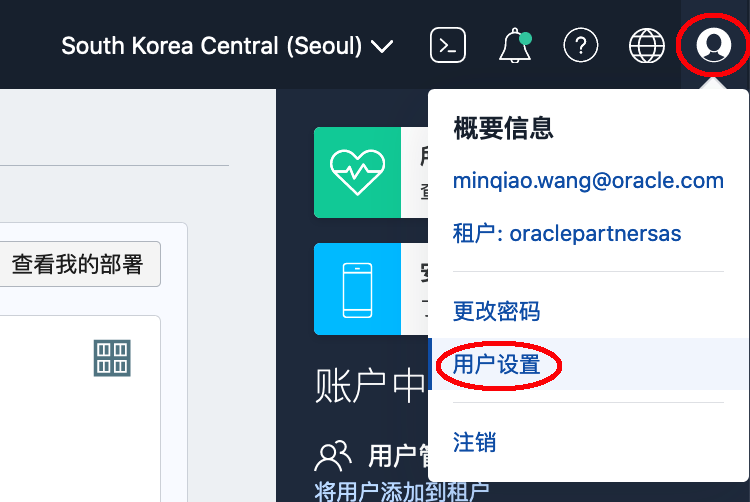 South Korea Central (Seoul)
概要信息
minqiao.wang@oracle.com
租户: oraclepartnersas
更改密码
用户设置
注销
查看我的部署
账户中
用户管
将用户添加到租户